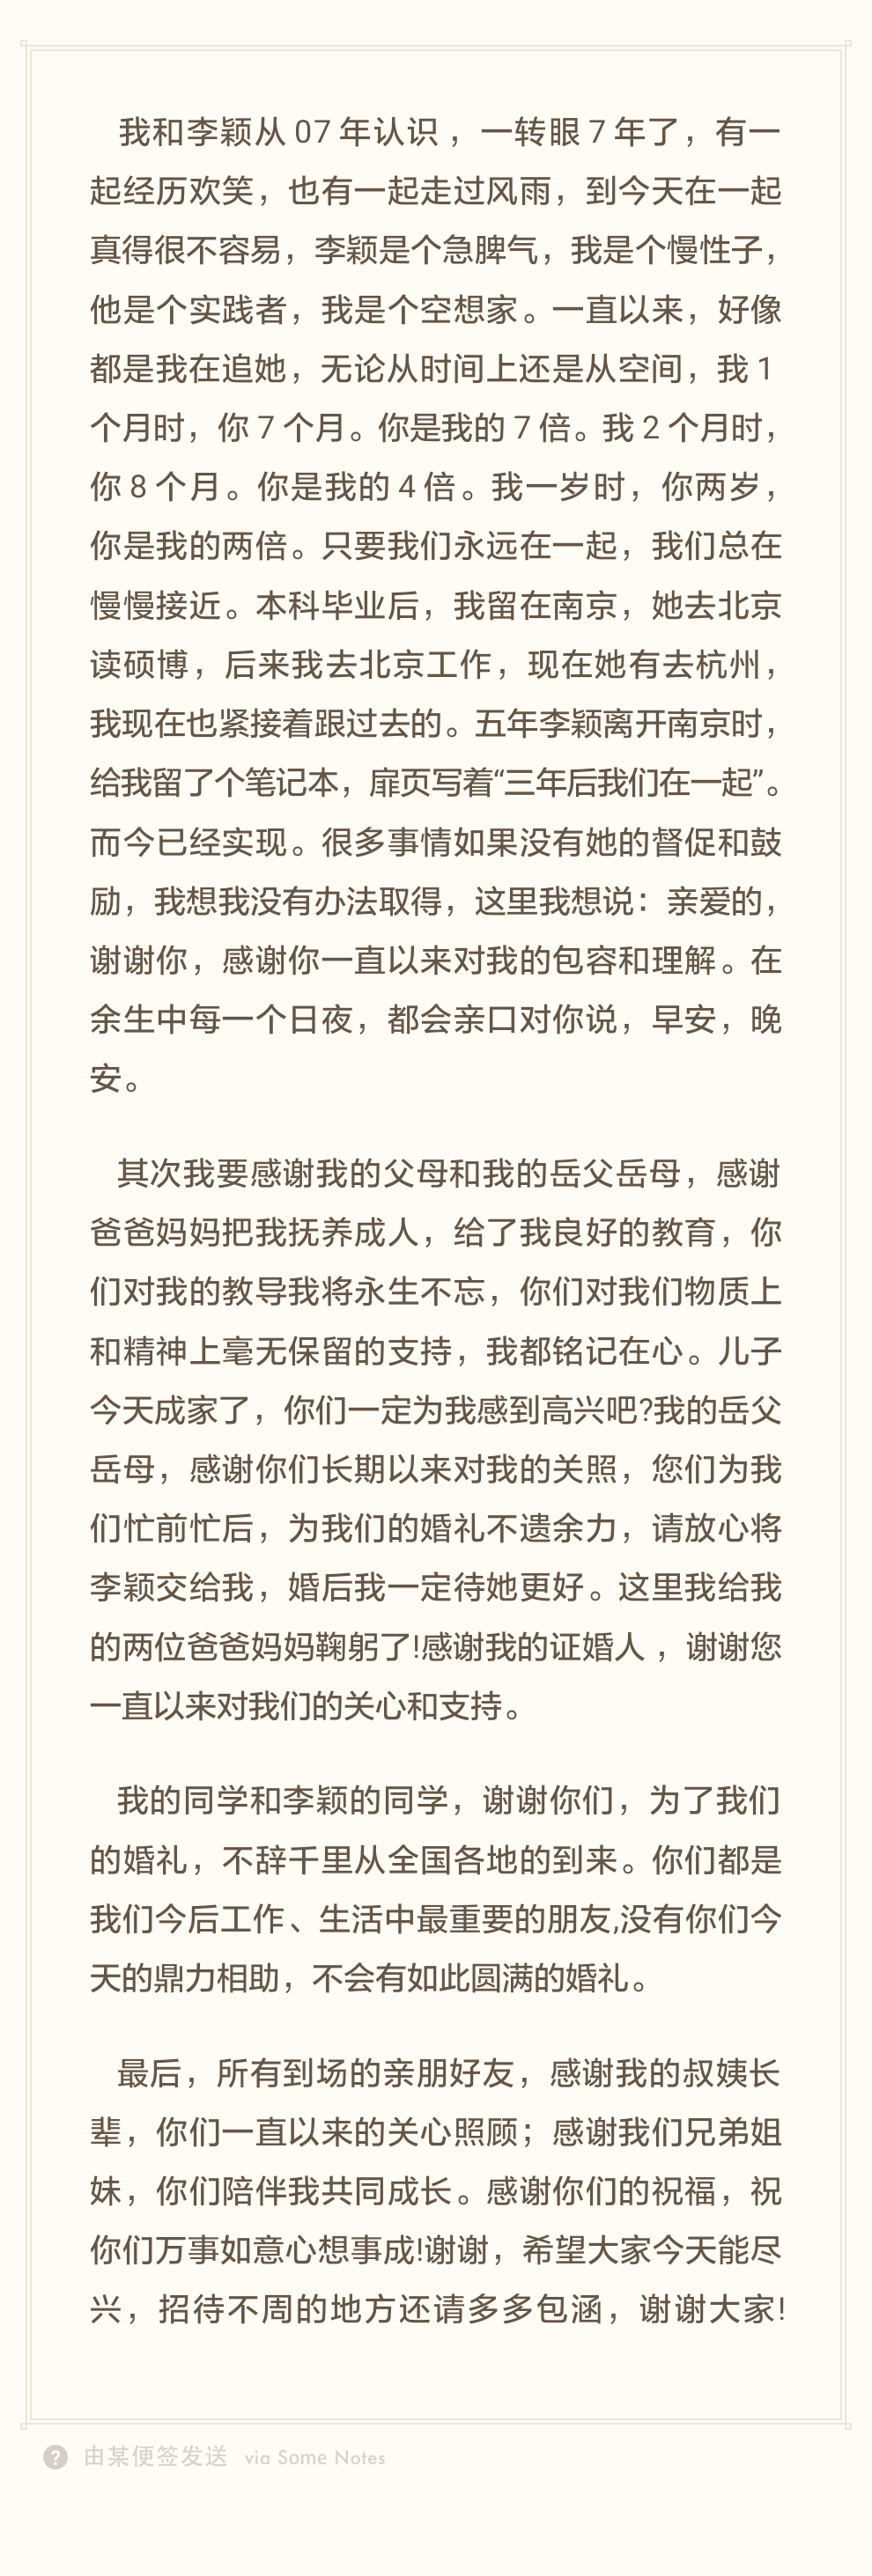 我和李颖从 07 年认识 ，一转眼 7 年了，有一
起经历欢笑，也有一起走过风雨，到今天在一起
真得很不容易，李颖是个急脾气，我是个慢性子，
他是个实践者，我是个空想家。一直以来，好像
都是我在追她，无论从时间上还是从空间，我 1
个月时，你 7 个月。你是我的 7 倍。我 2 个月时，
你 8 个月。你是我的 4 倍。我一岁时，你两岁，
你是我的两倍。只要我们永远在一起，我们总在
慢慢接近。本科毕业后，我留在南京，她去北京
读硕博，后来我去北京工作，现在她有去杭州，
我现在也紧接着跟过去的。五年李颖离开南京时，
给我留了个笔记本，扉页写着“三年后我们在一起”。
而今已经实现。很多事情如果没有她的督促和鼓
励，我想我没有办法取得，这里我想说：亲爱的，
谢谢你，感谢你一直以来对我的包容和理解。在
余生中每一个日夜，都会亲口对你说，早安，晚
安。
其次我要感谢我的父母和我的岳父岳母，感谢
爸爸妈妈把我抚养成人，给了我良好的教育，你
们对我的教导我将永生不忘，你们对我们物质上
和精神上毫无保留的支持，我都铭记在心。儿子
今天成家了，你们一定为我感到高兴吧?我的岳父
岳母，感谢你们长期以来对我的关照，您们为我
们忙前忙后，为我们的婚礼不遗余力，请放心将
李颖交给我，婚后我一定待她更好。这里我给我
的两位爸爸妈妈鞠躬了!感谢我的证婚人 ，谢谢您
一直以来对我们的关心和支持。
我的同学和李颖的同学，谢谢你们，为了我们
的婚礼，不辞千里从全国各地的到来。你们都是
我们今后工作、生活中最重要的朋友,没有你们今
天的鼎力相助，不会有如此圆满的婚礼。
最后，所有到场的亲朋好友，感谢我的叔姨长
辈，你们一直以来的关心照顾；感谢我们兄弟姐
妹，你们陪伴我共同成长。感谢你们的祝福，祝
你们万事如意心想事成!谢谢，希望大家今天能尽
兴，招待不周的地方还请多多包涵，谢谢大家!
由某便签发送 via Some Notes